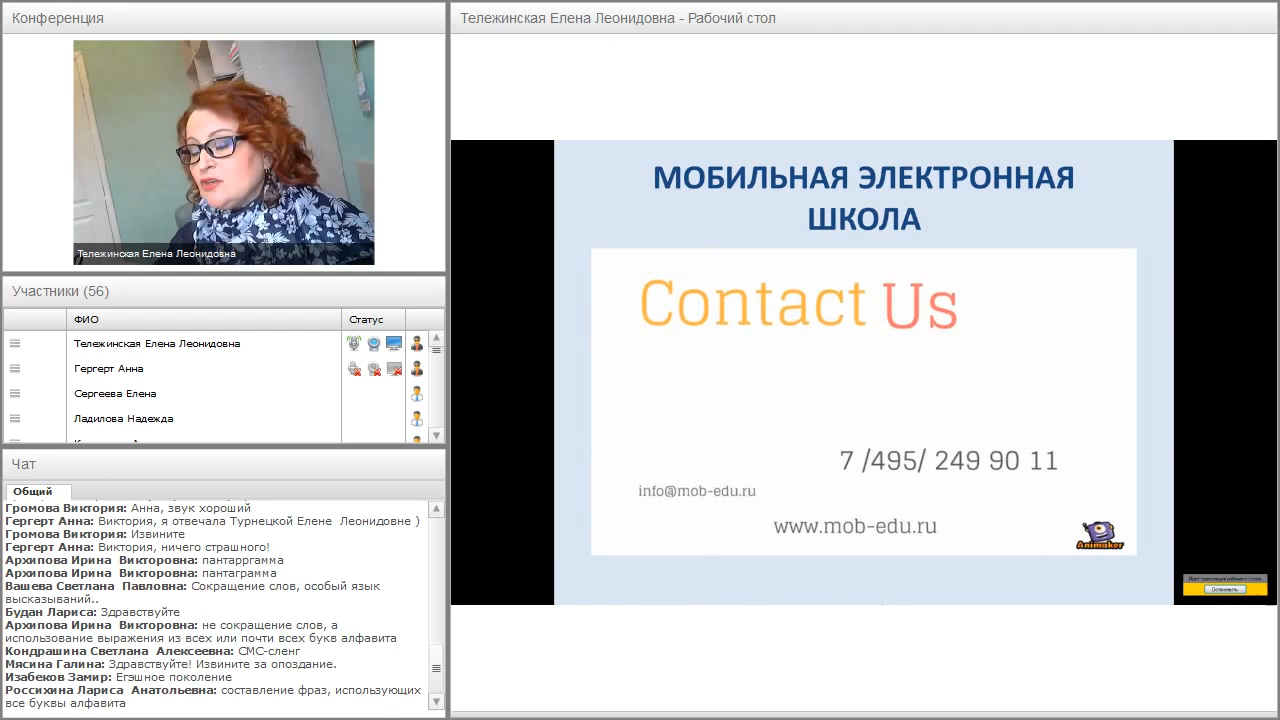 Конференция
Тележинская Елена Леонидовна
Участники (56)
ФИО
Статус
Тележинская Елена Леонидовна
Гергерт Анна
Сергеева Елена
Ладилова Надежда
Чат
Общий
Громова Виктория: Анна, звук хороший
Гергерт Анна: Виктория, я отвечала Турнецкой Елене Леонидовне )
Громова Виктория: Извините
Гергерт Анна: Виктория, ничего страшного!
Архипова Ирина Викторовна: пантарргамма
Архипова Ирина Викторовна: пантаграмма
Вашева Светлана Павловна: Сокращение слов, особый язык
высказываний..
Будан Лариса: Здравствуйте
Архипова Ирина Викторовна: не сокращение слов, а
использование выражения из всех или почти всех букв алфавита
Кондрашина Светлана Алексеевна: СМС-сленг
Мясина Галина: Здравствуйте! Извините за опоздание.
Изабеков Замир: Егэшное поколение
Россихина Лариса Анатольевна: составление фраз, использующих
все буквы алфавита
Тележинская Елена Леонидовна - Рабочий стол
МОБИЛЬНАЯ ЭЛЕКТРОННАЯ
ШКОЛА
Contact Us
7 /495/ 249 90 11
info@mob-edu.ru
www.mob-edu.ru
Animaker
Идет трансляция рабочего стола
Остановить